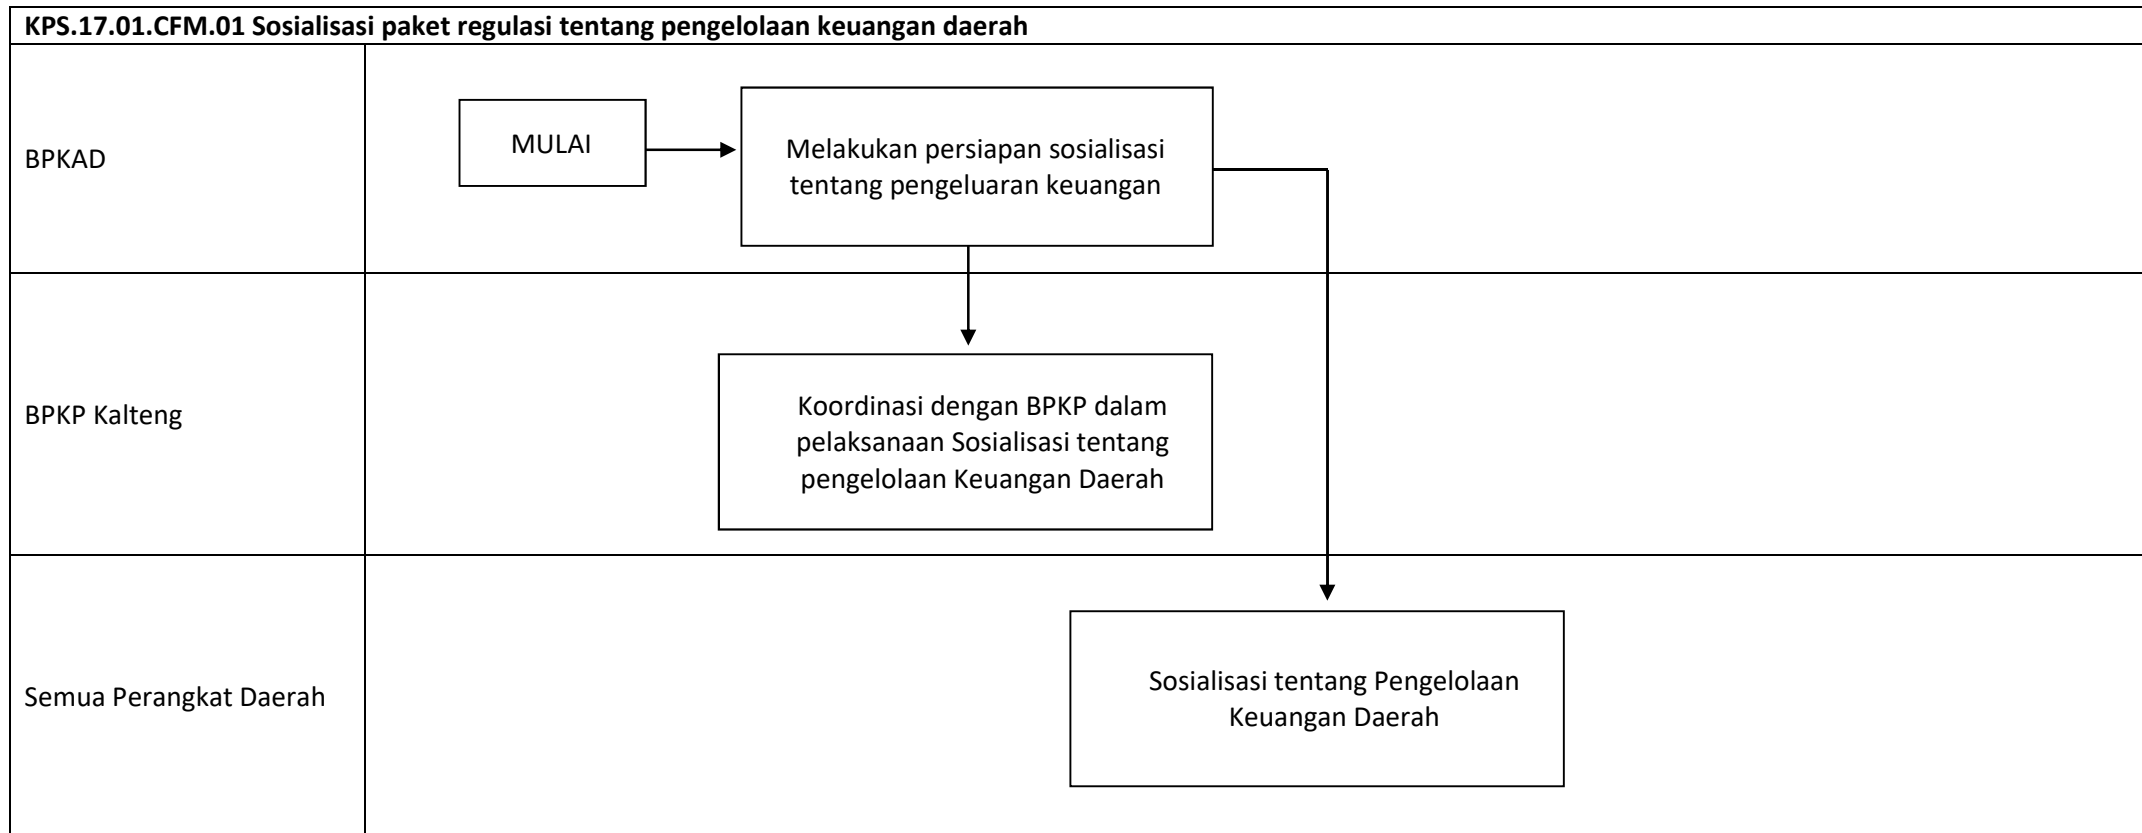 KPS.17.01.CFM.01 Sosialisasi paket regulasi tentang pengelolaan keuangan daerah
BPKAD
MULAI
Melakukan persiapan sosialisasi
tentang pengeluaran keuangan
BPKP Kalteng
Koordinasi dengan BPKP dalam
pelaksanaan Sosialisasi tentang
pengelolaan Keuangan Daerah
Semua Perangkat Daerah
Sosialisasi tentang Pengelolaan
Keuangan Daerah